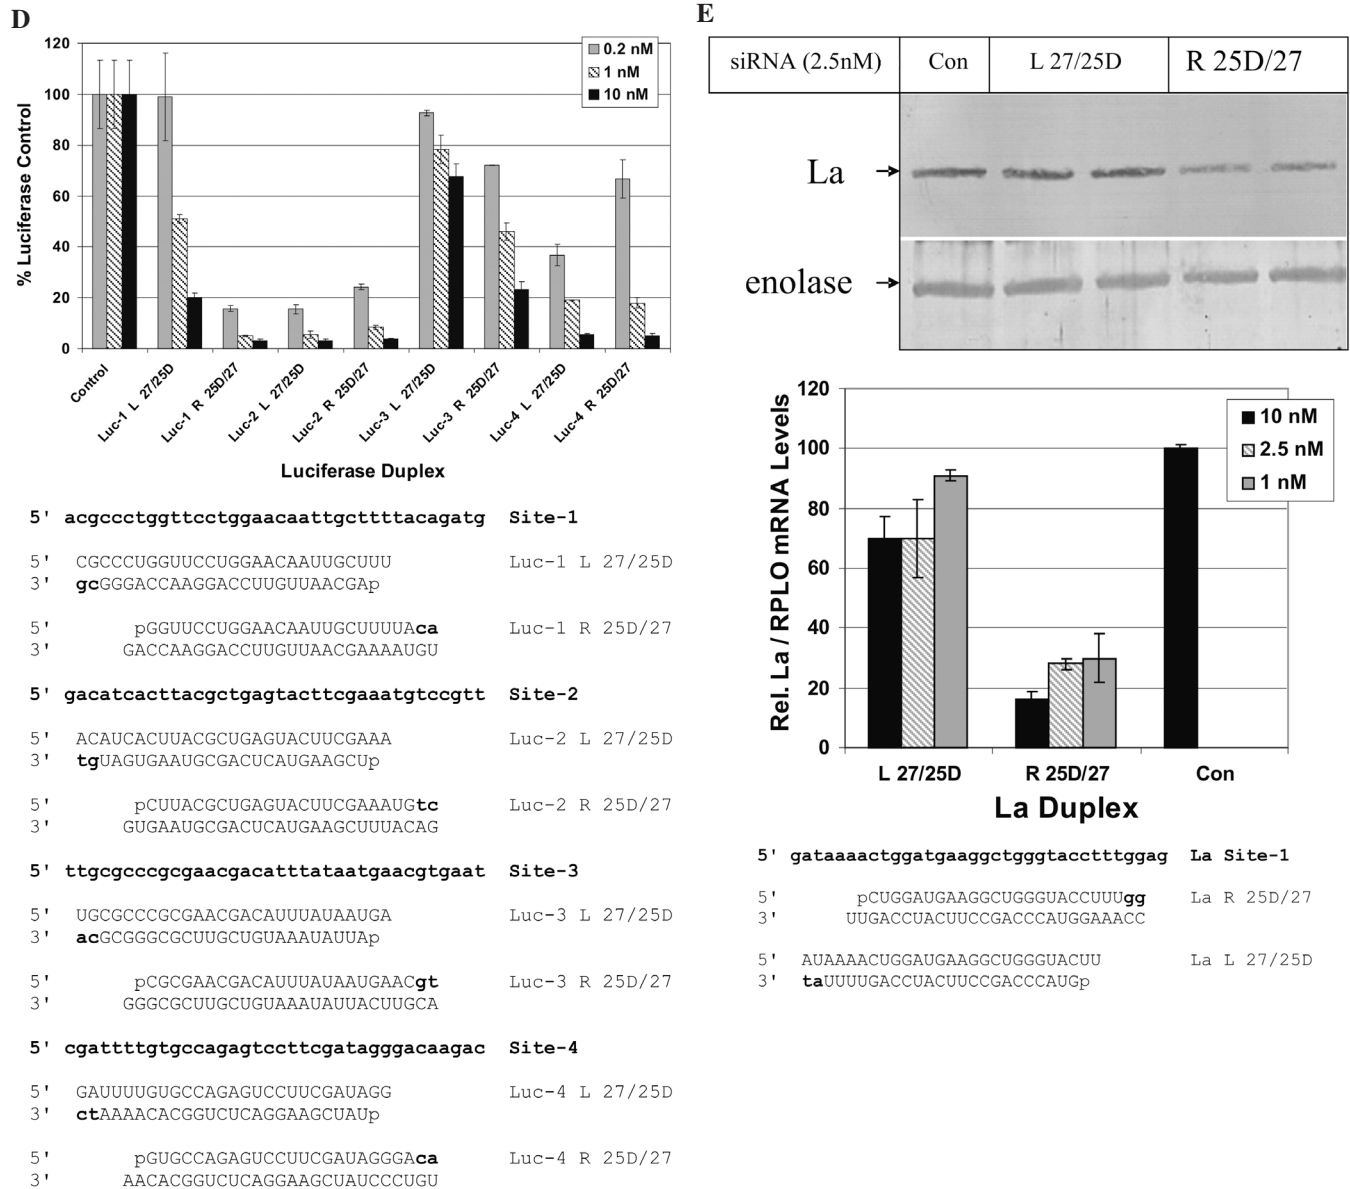 D
120
100
80
60
40
20
0
% Luciferase Control
0.2 nM
1 nM
10 nM
Control
Luc-1 L 27/25D
Luc-1 R 25D/27
Luc-2 L 27/25D
Luc-2 R 25D/27
Luc-3 L 27/25D
Luc-3 R 25D/27
Luc-4 L 27/25D
Luc-4 R 25D/27
Luciferase Duplex
5' acgccctggttcctggaacaattgcttttacagatg Site-1
5' CGCCCUGGUUCCUGGAACAAUUGCUUU Luc-1 L 27/25D
3' gcGGGACCAAGGACCUUGUUAACGAp
5' pGGUUCCUGGAACAAUUGCUUUUAca Luc-1 R 25D/27
3' GACCAAGGACCUUGUUAACGAAAAUGU
5' gacatcacttacgctgagtacttcgaaatgtccgtt Site-2
5' ACAUCACUUACGCUGAGUACUUCGAAA Luc-2 L 27/25D
3' tgUAGUGAAUGCGACUCAUGAAGCUp
5' pCUUACGCUGAGUACUUCGAAAUGtc Luc-2 R 25D/27
3' GUGAAUGCGACUCAUGAAGCUUUACAG
5' ttgcgcccgcgaacgacatttataatgaacgtgaat Site-3
5' UGCGCCCGCGAACGACAUUUAUAAUGA Luc-3 L 27/25D
3' acGCGGGCGCUUGCUGUAAAUAUUAp
5' pCGCGAACGACAUUUAUAAUGAACgt Luc-3 R 25D/27
3' GGGCGCUUGCUGUAAAUAUUACUUGCA
5' cgattttgtgccagagtccttcgatagggacaagac Site-4
5' GAUUUUGUGCCAGAGUCCUUCGAUAGG Luc-4 L 27/25D
3' ctAAAACACGGUCUCAGGAAGCUAUp
5' pGUGCCAGAGUCCUUCGAUAGGGAca Luc-4 R 25D/27
3' AACACGGUCUCAGGAAGCUAUCCCUGU
E
siRNA (2.5nM) Con L 27/25D R 25D/27
La
enolase
120
100
80
60
40
20
0
Rel. La / RPLO mRNA Levels
10 nM
2.5 nM
1 nM
L 27/25D R 25D/27 Con
La Duplex
5' gataaaactggatgaaggctgggtacctttggag La Site-1
5' pCUGGAUGAAGGCUGGGUACCUUUgg La R 25D/27
3' UUGACCUACUUCCGACCCAUGGAAACC
5' AUAAAACUGGAUGAAGGCUGGGUACUU La L 27/25D
3' taUUUUGACCUACUUCCGACCCAUGp